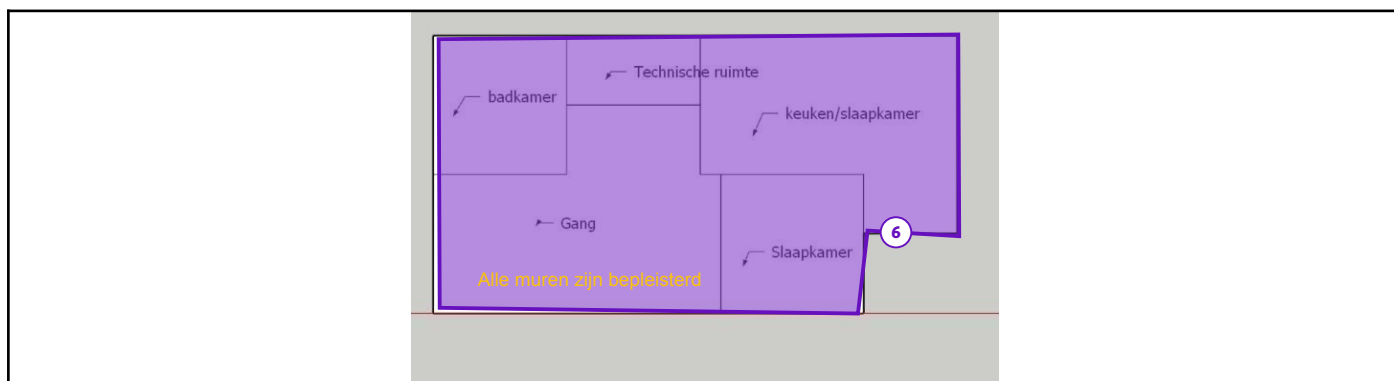 Technische ruimte
badkamer
keuken/slaapkamer
Gang
6
Slaapkamer
Alle muren zijn bepleisterd